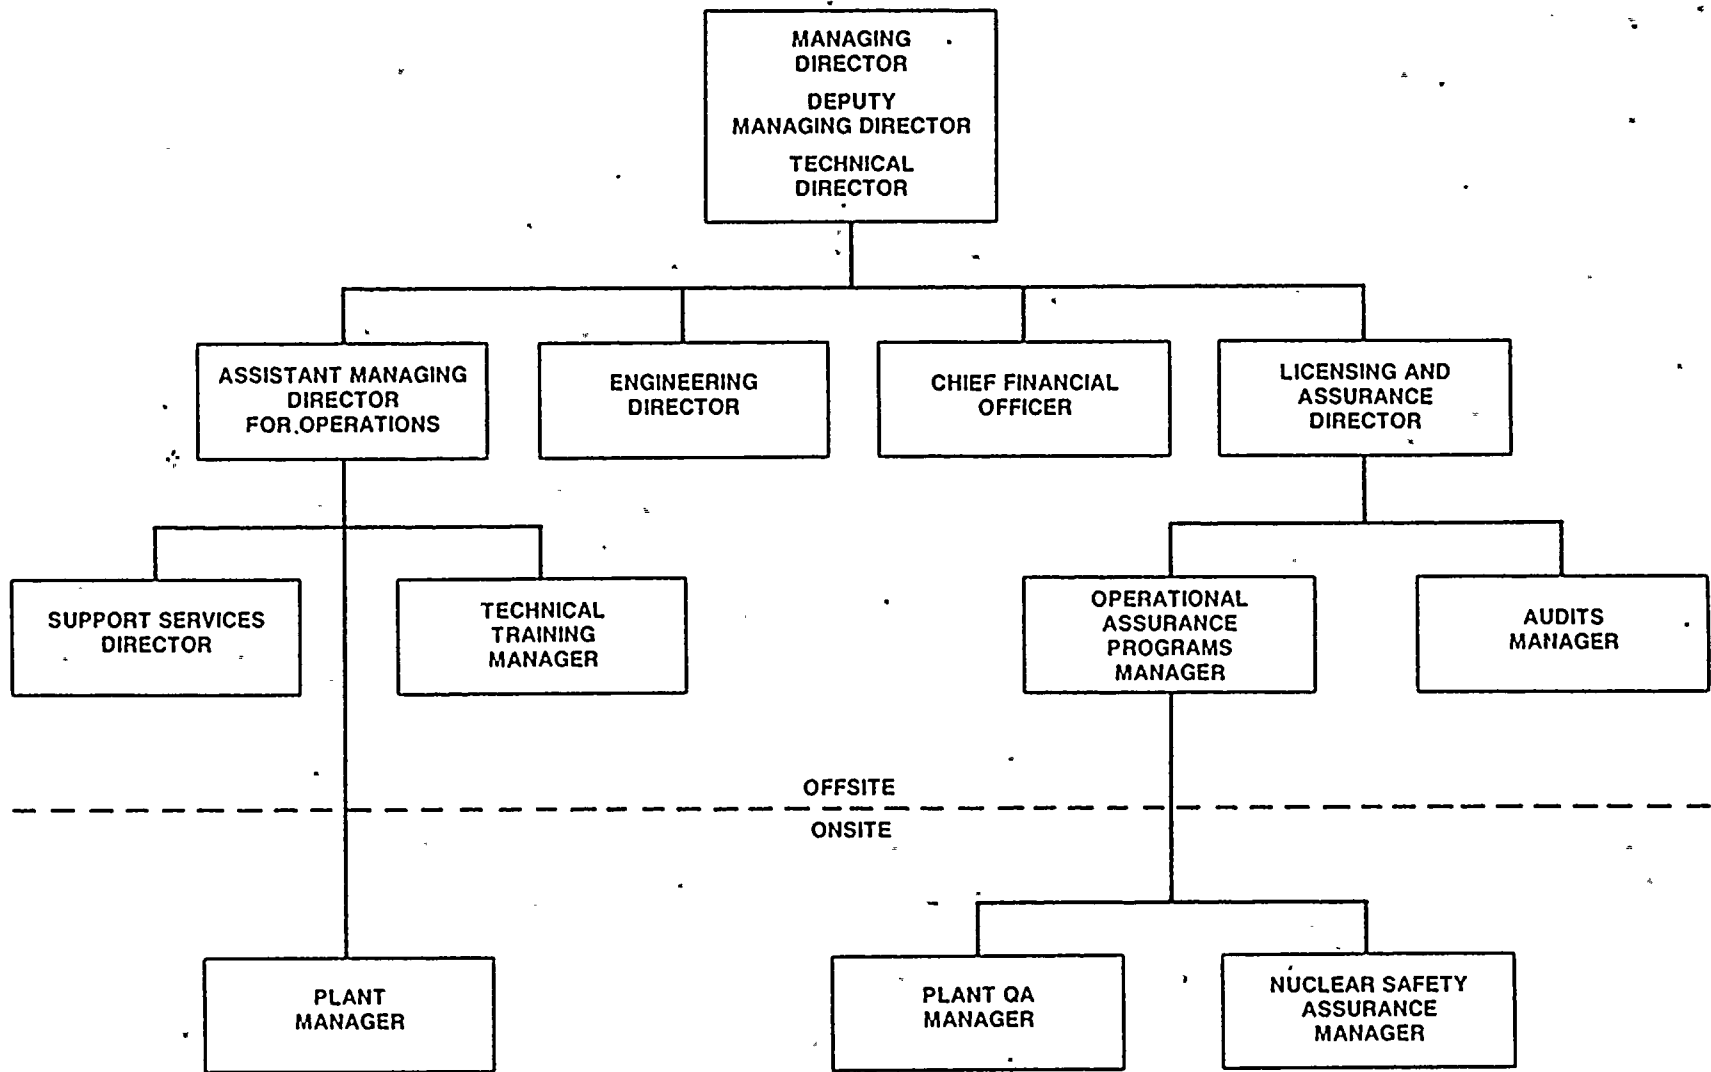 MANAGING
DIRECTOR
DEPUTY
MANAGING DIRECTOR
TECHNICAL
DIRECTOR
ASSISTANT MANAGING
DIRECTOR
FOR OPERATIONS
ENGINEERING
DIRECTOR
CHIEF FINANCIAL
OFFICER
LICENSING AND
ASSURANCE
DIRECTOR
SUPPORT SERVICES
DIRECTOR
TECHNICAL
TRAINING
MANAGER
OPERATIONAL
ASSURANCE
PROGRAMS
MANAGER
AUDITS
MANAGER
OFFSITE
ONSITE
PLANT
MANAGER
PLANT QA
MANAGER
NUCLEAR SAFETY
ASSURANCE
MANAGER